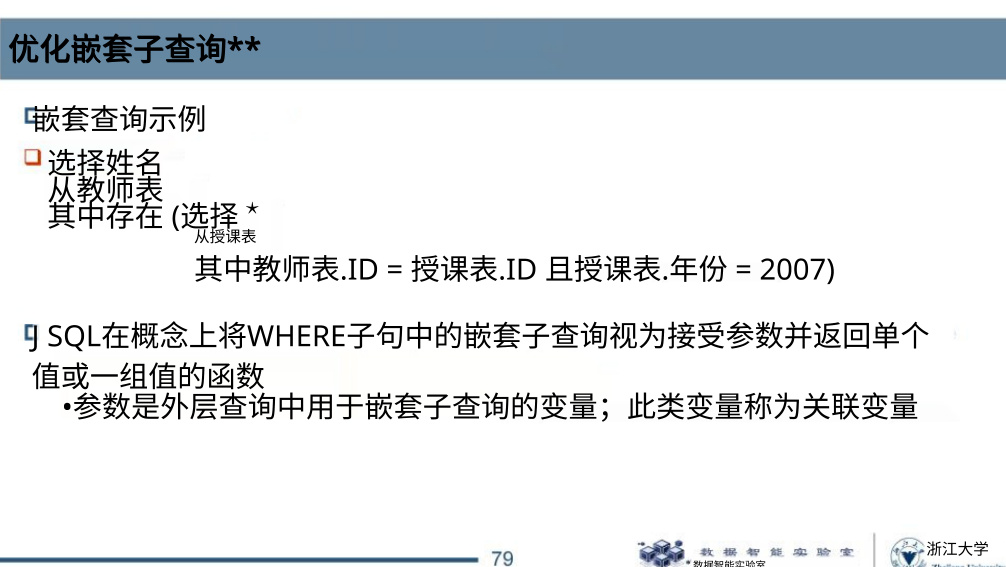 优化嵌套子查询**
嵌套查询示例
选择姓名
从教师表
其中存在 (选择 *
从授课表
其中教师表.ID = 授课表.ID 且授课表.年份 = 2007)
J SQL在概念上将WHERE子句中的嵌套子查询视为接受参数并返回单个
值或一组值的函数
•参数是外层查询中用于嵌套子查询的变量；此类变量称为关联变量
79
数据智能实验室
* 数据智能实验室
浙江大学